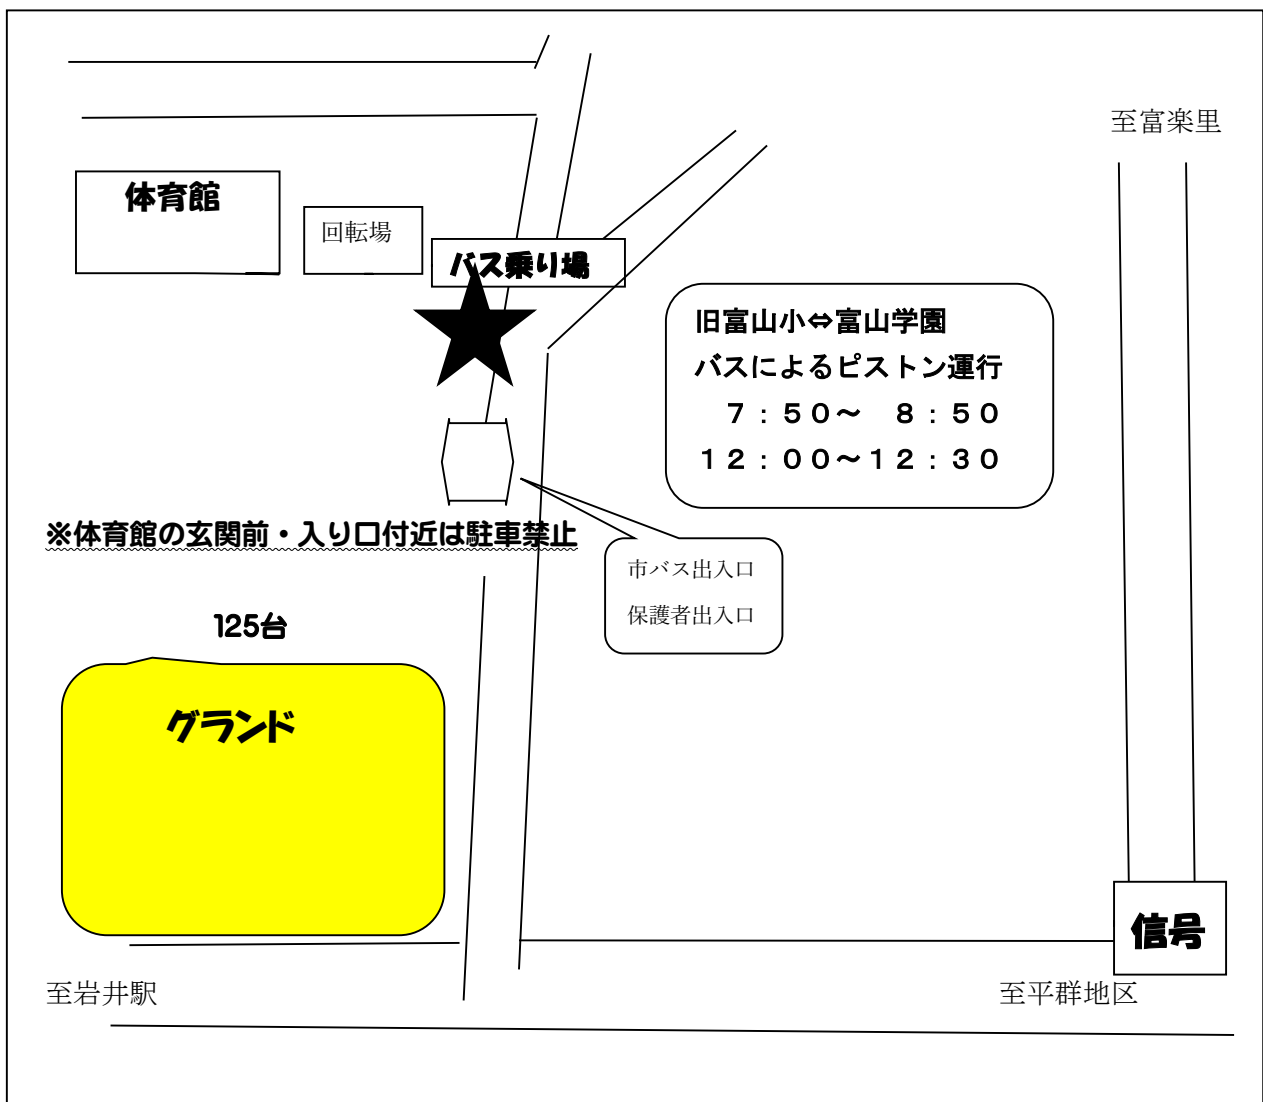 至富楽里
体育館
回転場
バス乗り場
旧富山小⇔富山学園
バスによるピストン運行
７：５０～　８：５０
１２：００～１２：３０
※体育館の玄関前・入り口付近は駐車禁止
市バス出入口
保護者出入口
125台
グランド
信号
至岩井駅
至平群地区